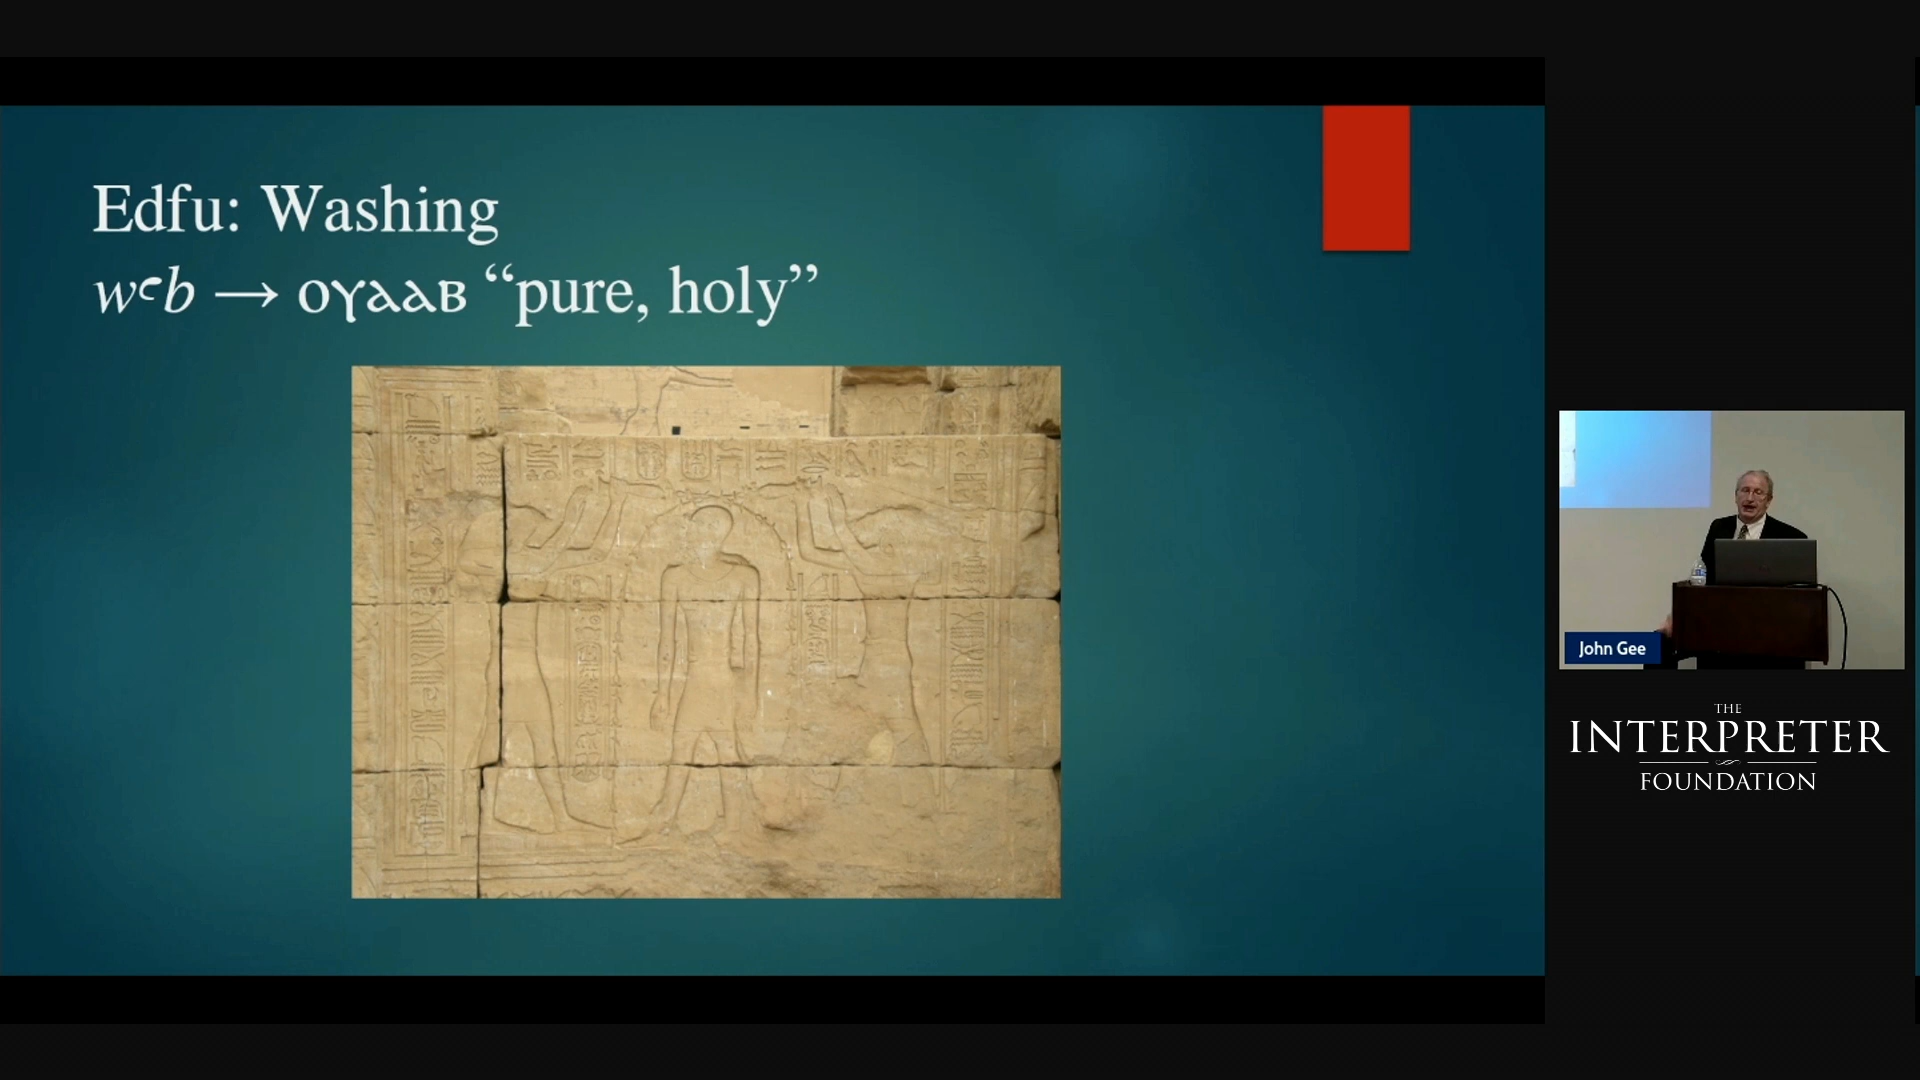 Edfu: Washing
wꜥb → ⲟⲩⲁⲁⲃ “pure, holy”
John Gee
THE
INTERPRETER
FOUNDATION